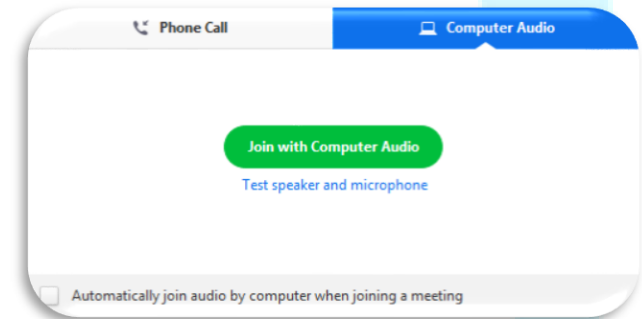 Phone Call
Computer Audio
Join with Computer Audio
Test speaker and microphone
Automatically join audio by computer when joining a meeting